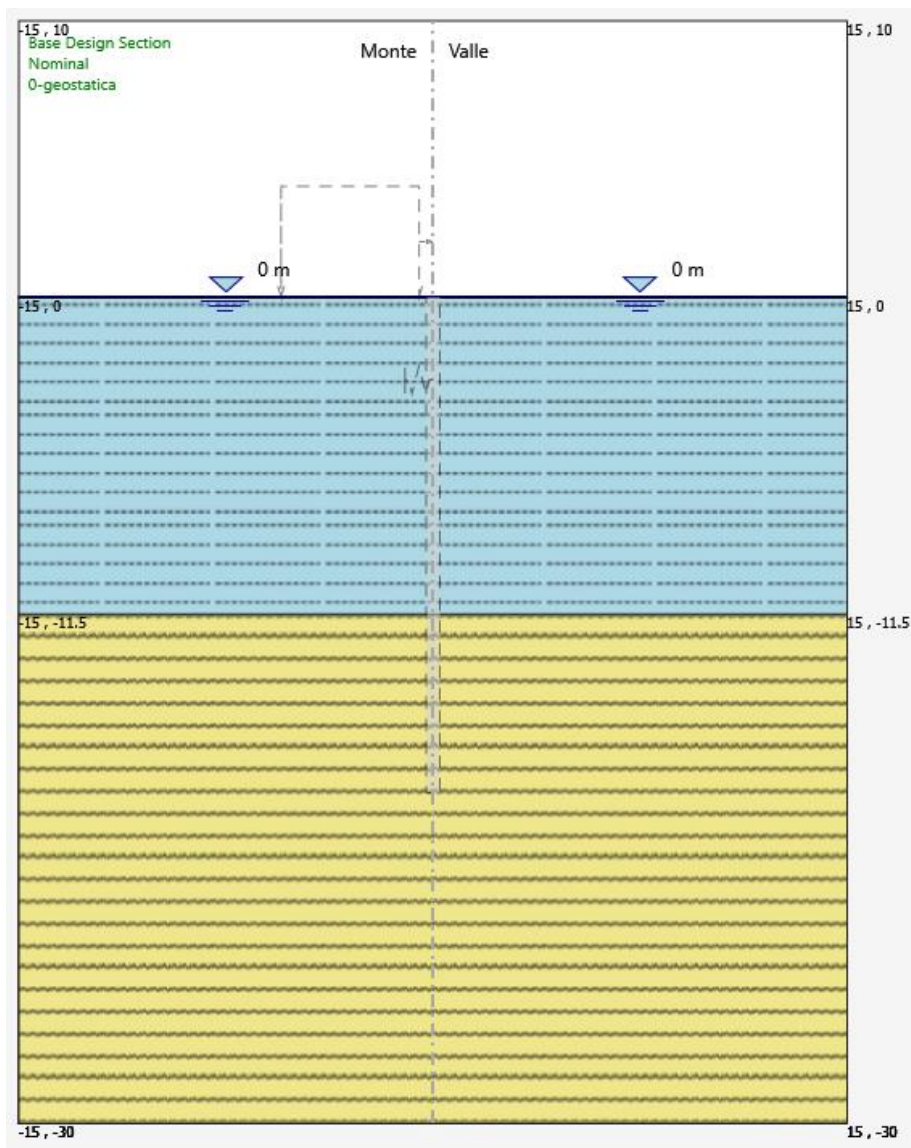 -15 , 10
15 , 10
Base Design Section
Nominal
0-geostatica
Monte
Valle
0 m
0 m
-15 , 0
15 , 0
-15 , -11.5
15 , -11.5
-15 , -30
15 , -30